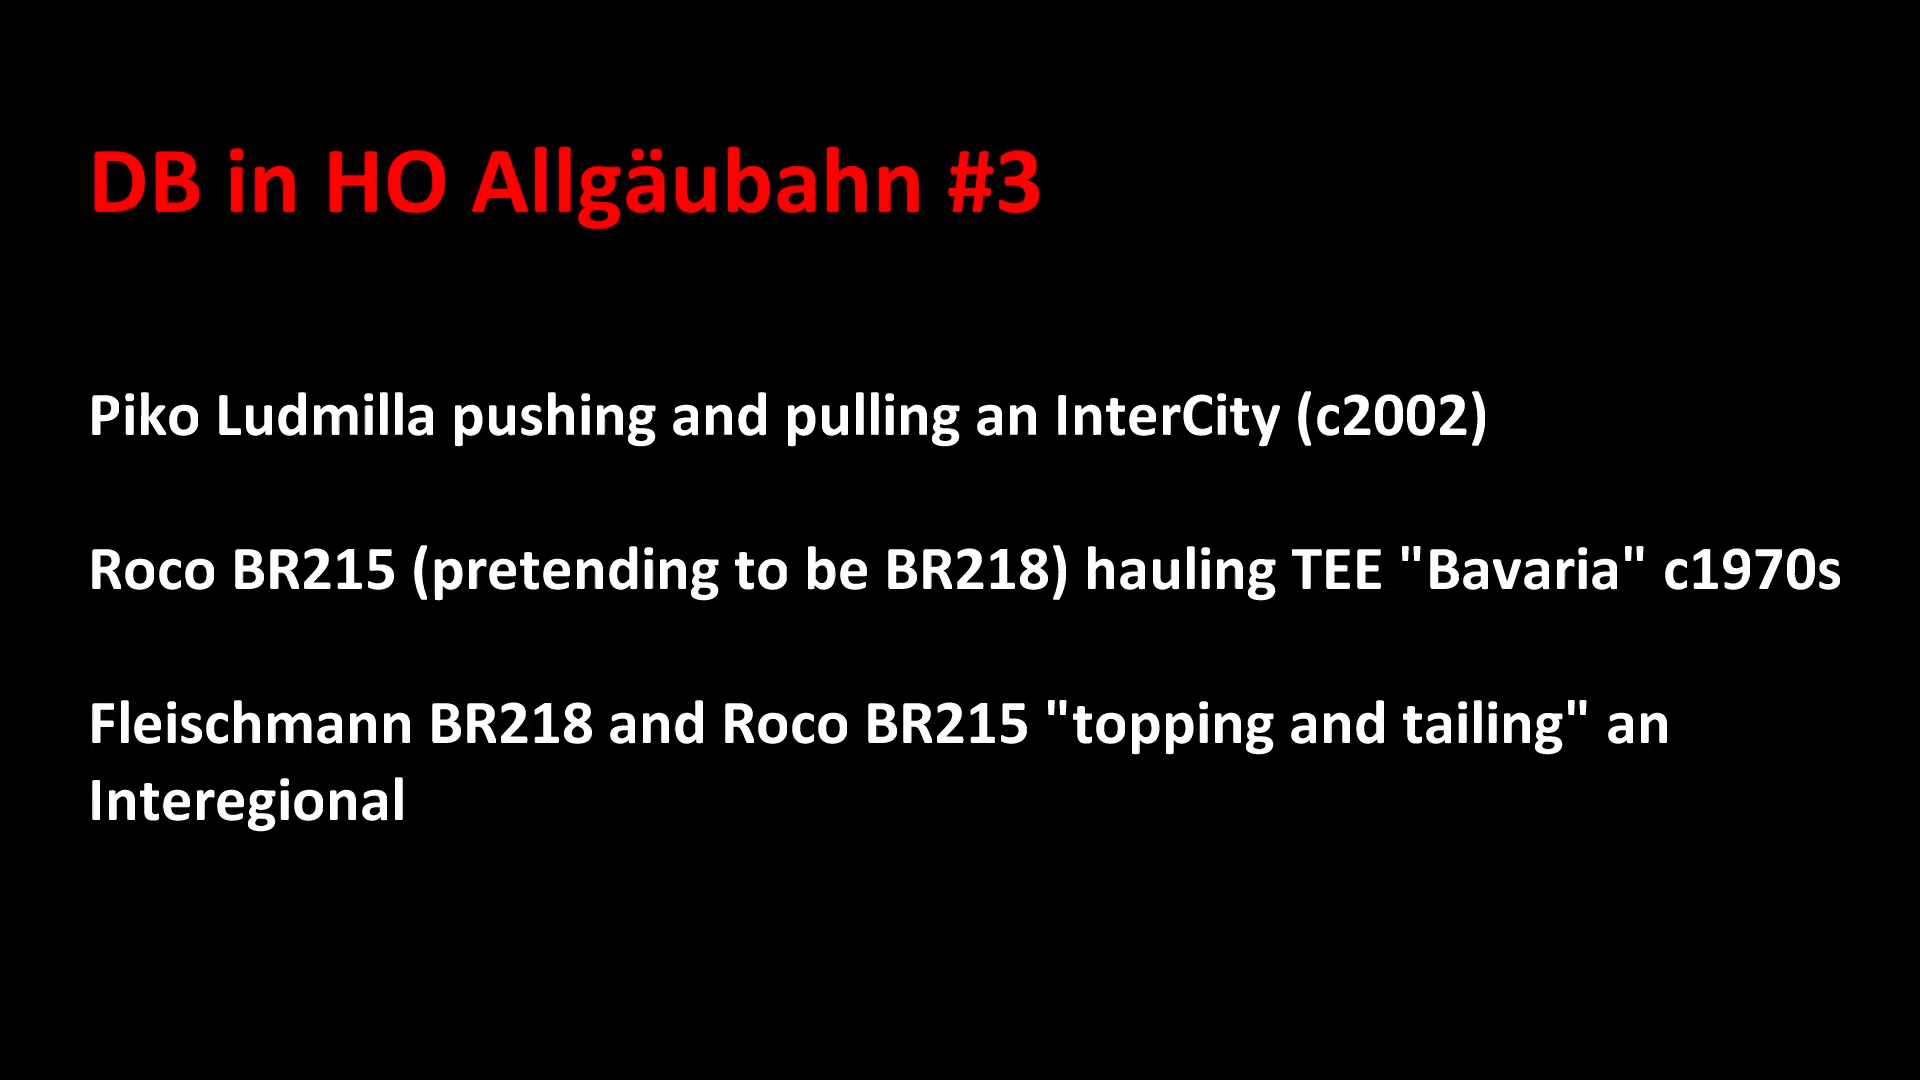 DB in HO Allgäubahn #3
Piko Ludmilla pushing and pulling an InterCity (c2002)
Roco BR215 (pretending to be BR218) hauling TEE "Bavaria" c1970s
Fleischmann BR218 and Roco BR215 "topping and tailing" an
Interegional